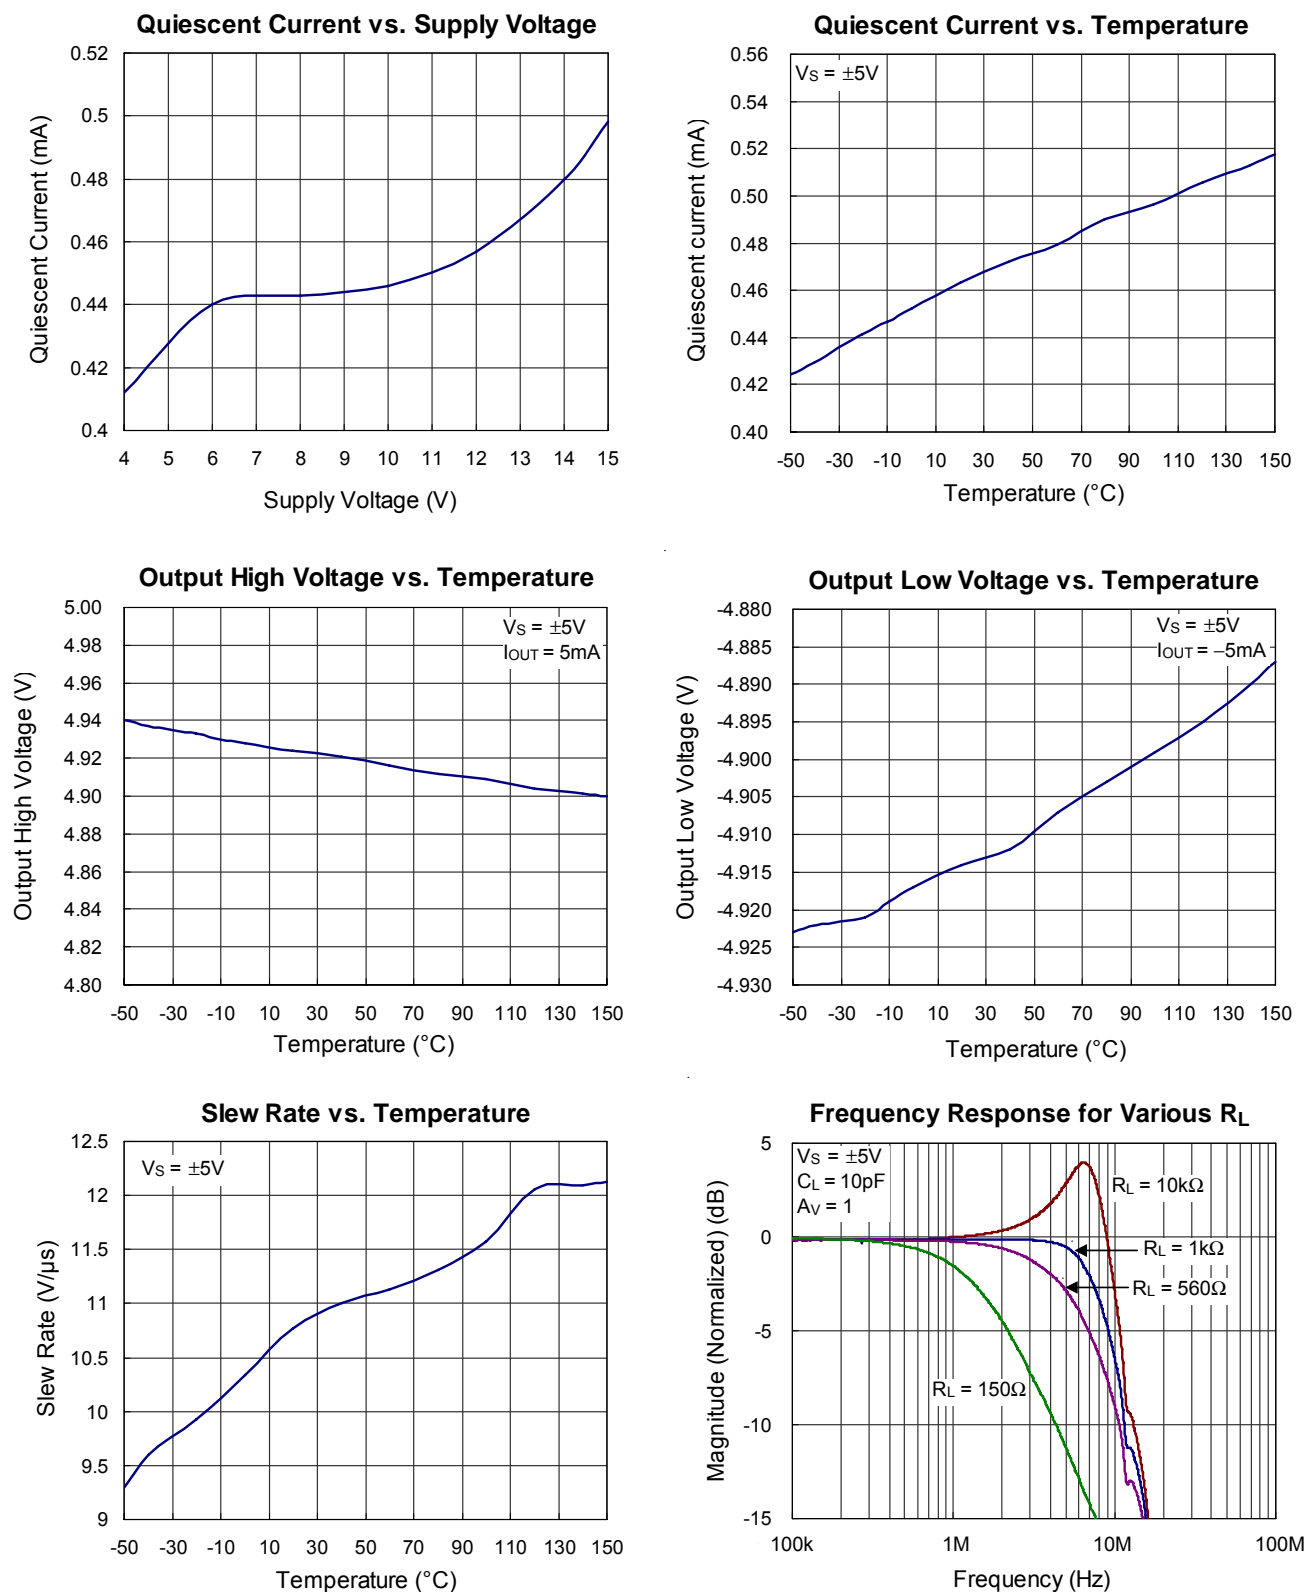 Quiescent Current vs. Supply Voltage
0.52
0.5
0.48
0.46
0.44
0.42
0.4
Quiescent Current (mA)
4 5 6 7 8 9 10 11 12 13 14 15
Supply Voltage (V)
Quiescent Current vs. Temperature
VS = ±5V
0.56
0.54
0.52
0.50
0.48
0.46
0.44
0.42
0.40
Quiescent current (mA)
-50 -30 -10 10 30 50 70 90 110 130 150
Temperature (°C)
Output High Voltage vs. Temperature
VS = ±5V
IOUT = 5mA
5.00
4.98
4.96
4.94
4.92
4.90
4.88
4.86
4.84
4.82
4.80
Output High Voltage (V)
-50 -30 -10 10 30 50 70 90 110 130 150
Temperature (°C)
Output Low Voltage vs. Temperature
VS = ±5V
IOUT = −5mA
-4.880
-4.885
-4.890
-4.895
-4.900
-4.905
-4.910
-4.915
-4.920
-4.925
-4.930
Output Low Voltage (V)
-50 -30 -10 10 30 50 70 90 110 130 150
Temperature (°C)
Slew Rate vs. Temperature
VS = ±5V
12.5
12
11.5
11
10.5
10
9.5
9
Slew Rate (V/µs)
-50 -30 -10 10 30 50 70 90 110 130 150
Temperature (°C)
Frequency Response for Various RL
VS = ±5V
CL = 10pF
AV = 1
RL = 10kΩ
RL = 1kΩ
RL = 560Ω
RL = 150Ω
5
0
-5
-10
-15
Magnitude (Normalized) (dB)
100k 1M 10M 100M
Frequency (Hz)